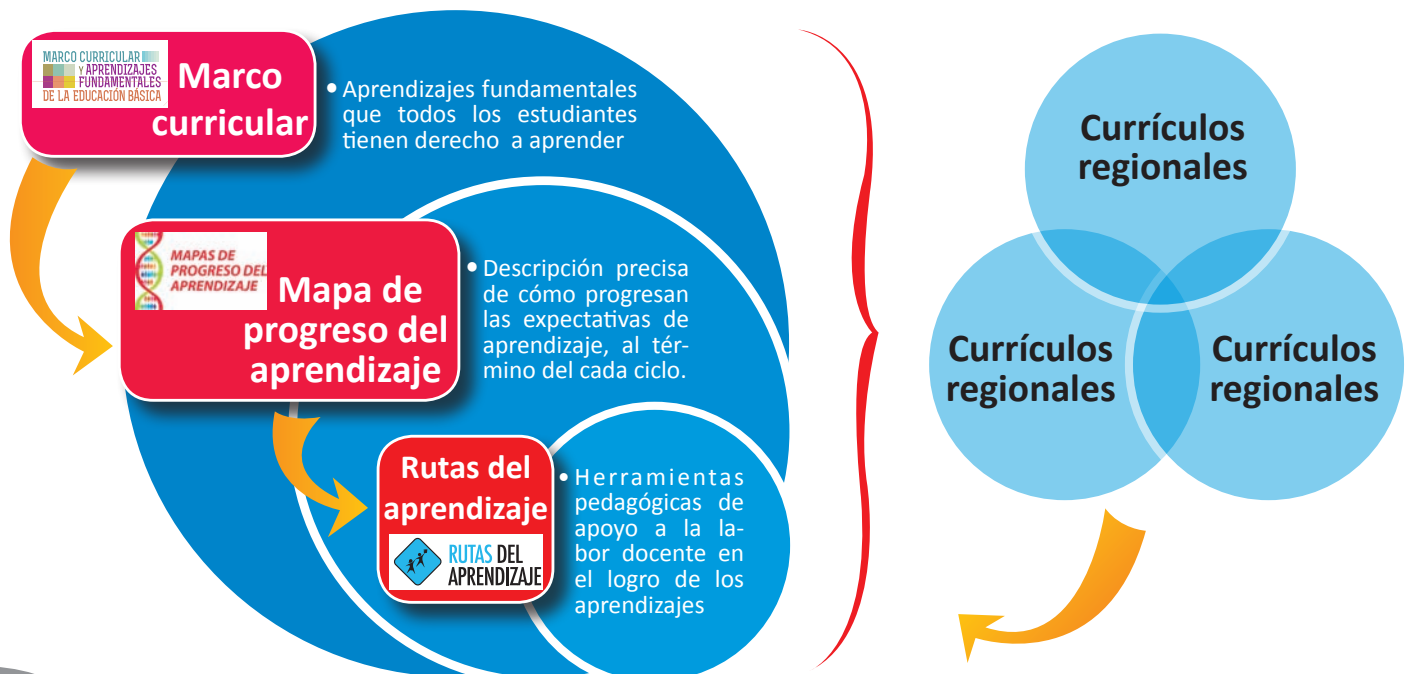 MARCO CURRICULAR
Y APRENDIZAJES
FUNDAMENTALES
DE LA EDUCACIÓN BÁSICA
Marco
curricular
• Aprendizajes fundamentales
que todos los estudiantes
tienen derecho a aprender
MAPAS DE
PROGRESO DEL
APRENDIZAJE
Mapa de
progreso del
aprendizaje
• Descripción precisa
de cómo progresan
las expectativas de
aprendizaje, al tér-
mino del cada ciclo.
Rutas del
aprendizaje
RUTAS DEL
APRENDIZAJE
• Herramientas
pedagógicas de
apoyo a la la-
bor docente en
el logro de los
aprendizajes
Currículos
regionales
Currículos
regionales
Currículos
regionales